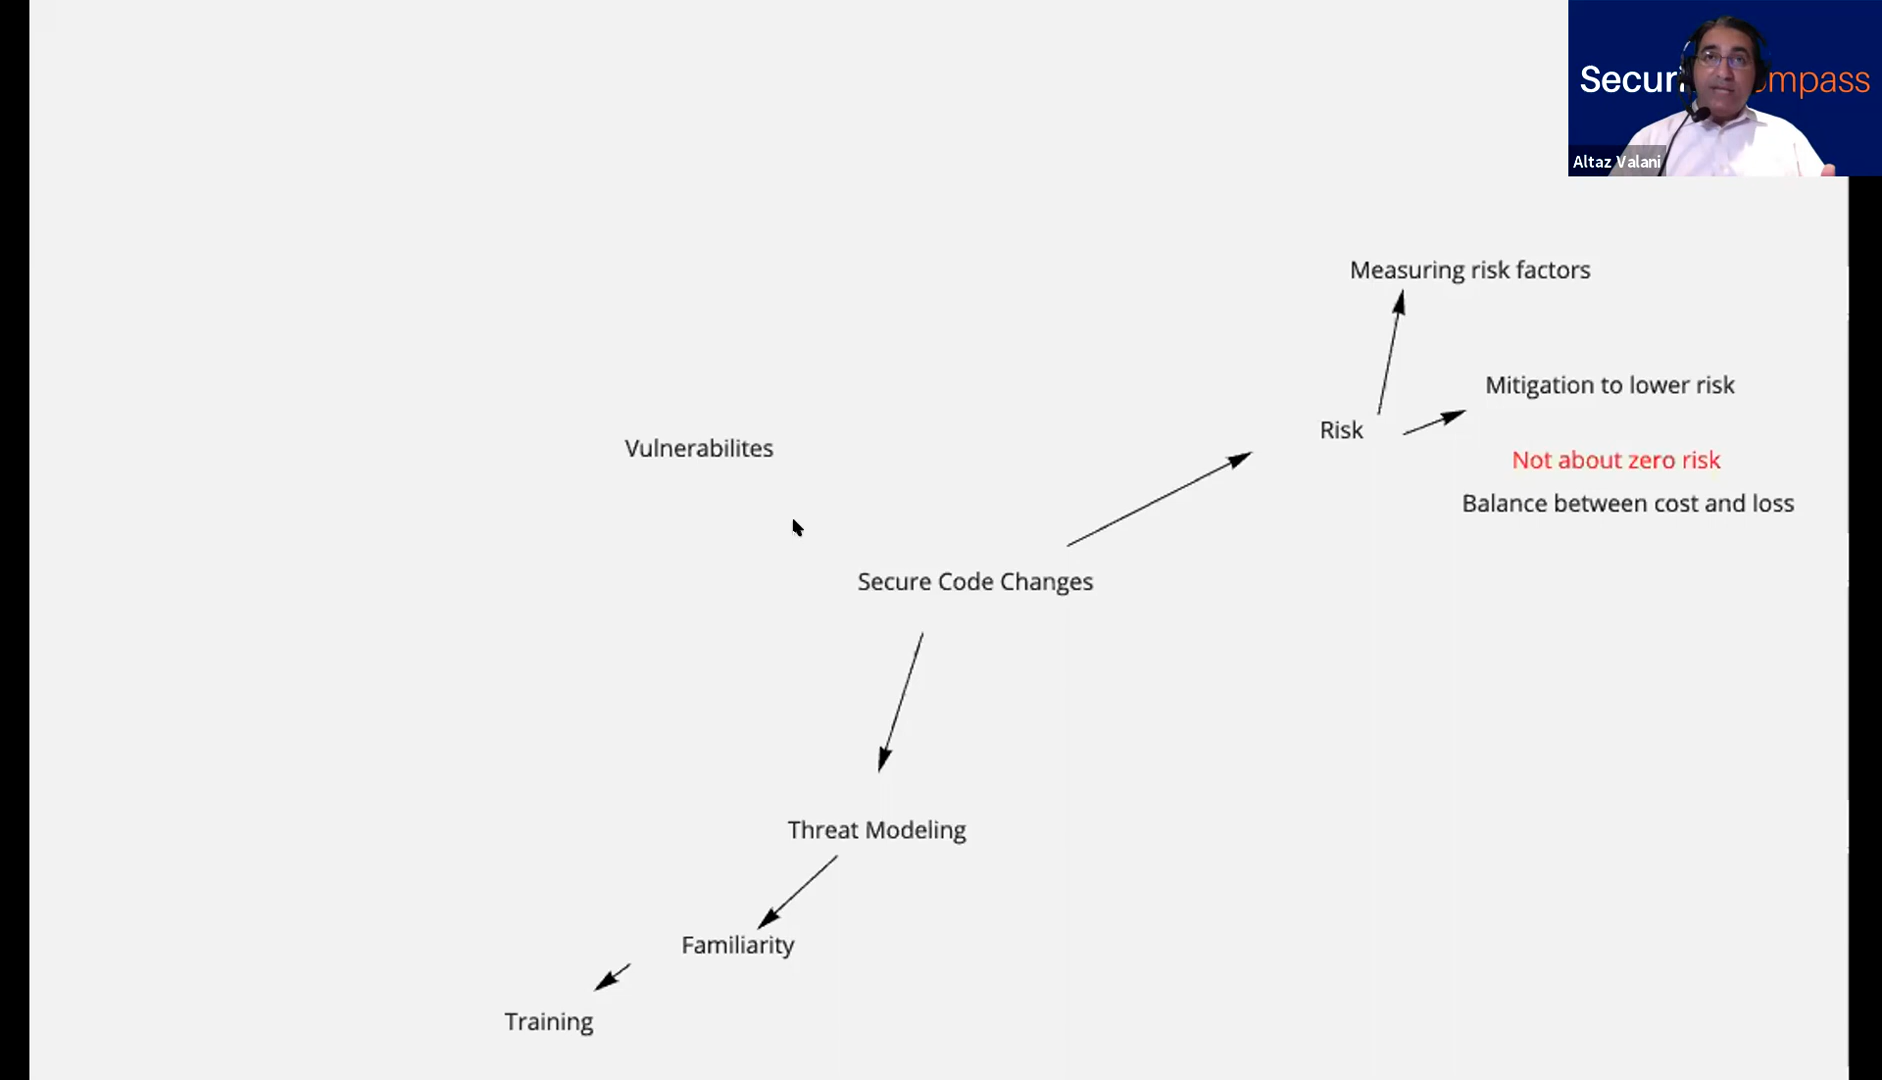 Secur mpass
Altaz Valani
Measuring risk factors
Mitigation to lower risk
Risk
Vulnerabilites
Not about zero risk
Balance between cost and loss
Secure Code Changes
Threat Modeling
Familiarity
Training